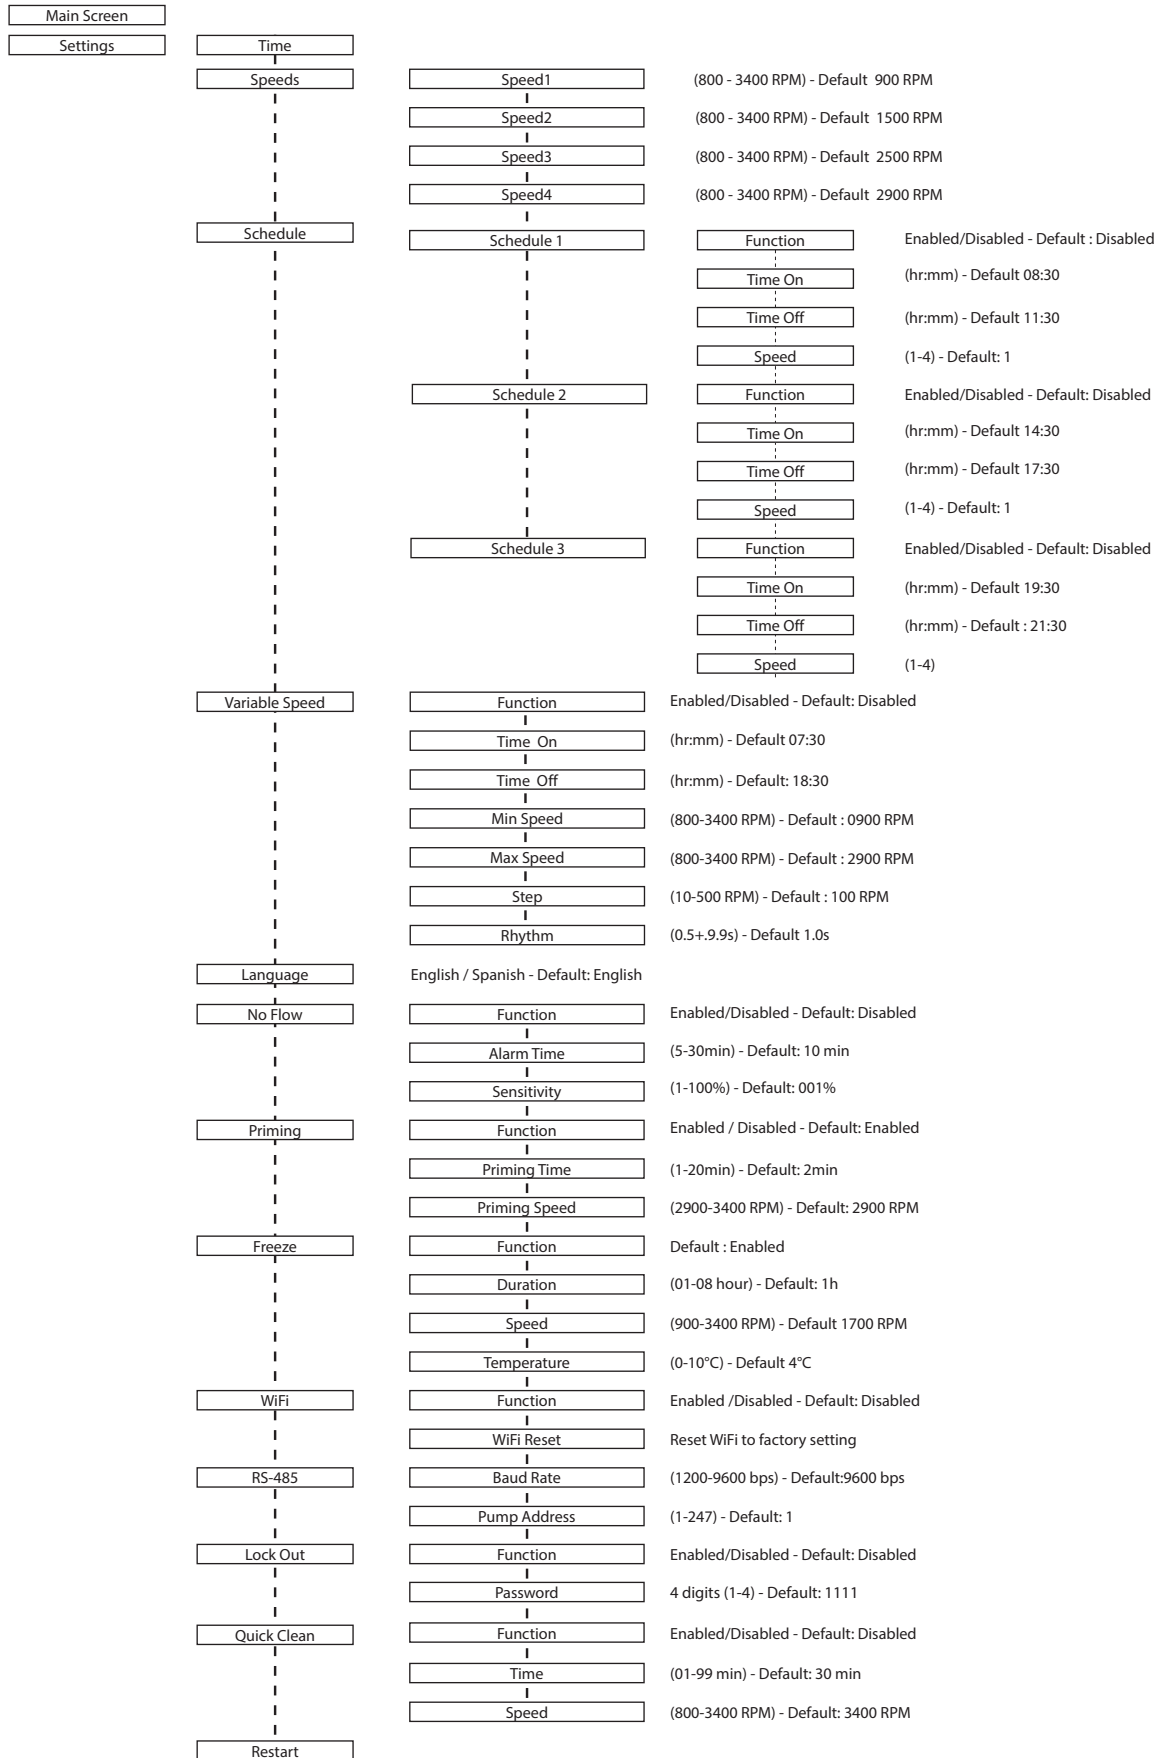 Main Screen
Settings Time
Speeds Speed1 (800 - 3400 RPM) - Default 900 RPM
Speed2 (800 - 3400 RPM) - Default 1500 RPM
Speed3 (800 - 3400 RPM) - Default 2500 RPM
Speed4 (800 - 3400 RPM) - Default 2900 RPM
Schedule Schedule 1 Function Enabled/Disabled - Default : Disabled
Time On (hr:mm) - Default 08:30
Time Off (hr:mm) - Default 11:30
Speed (1-4) - Default: 1
Schedule 2 Function Enabled/Disabled - Default: Disabled
Time On (hr:mm) - Default 14:30
Time Off (hr:mm) - Default 17:30
Speed (1-4) - Default: 1
Schedule 3 Function Enabled/Disabled - Default: Disabled
Time On (hr:mm) - Default 19:30
Time Off (hr:mm) - Default : 21:30
Speed (1-4)
Variable Speed Function Enabled/Disabled - Default: Disabled
Time On (hr:mm) - Default 07:30
Time Off (hr:mm) - Default: 18:30
Min Speed (800-3400 RPM) - Default : 0900 RPM
Max Speed (800-3400 RPM) - Default : 2900 RPM
Step (10-500 RPM) - Default : 100 RPM
Rhythm (0.5+.9.9s) - Default 1.0s
Language English / Spanish - Default: English
No Flow Function Enabled/Disabled - Default: Disabled
Alarm Time (5-30min) - Default: 10 min
Sensitivity (1-100%) - Default: 001%
Priming Function Enabled / Disabled - Default: Enabled
Priming Time (1-20min) - Default: 2min
Priming Speed (2900-3400 RPM) - Default: 2900 RPM
Freeze Function Default : Enabled
Duration (01-08 hour) - Default: 1h
Speed (900-3400 RPM) - Default 1700 RPM
Temperature (0-10°C) - Default 4°C
WiFi Function Enabled /Disabled - Default: Disabled
WiFi Reset Reset WiFi to factory setting
RS-485 Baud Rate (1200-9600 bps) - Default:9600 bps
Pump Address (1-247) - Default: 1
Lock Out Function Enabled/Disabled - Default: Disabled
Password 4 digits (1-4) - Default: 1111
Quick Clean Function Enabled/Disabled - Default: Disabled
Time (01-99 min) - Default: 30 min
Speed (800-3400 RPM) - Default: 3400 RPM
Restart